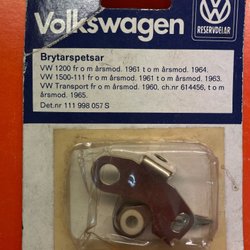 Volkswagen
VW
RESERVDELAR
Brytarspetsar
VW 1200 fr o m årsmod. 1961 t o m årsmod. 1964.
VW 1500-111 fr o m årsmod. 1961 t o m årsmod. 1963.
VW Transport fr o m årsmod. 1960, ch.nr 614456, t o m
årsmod. 1965.
Det.nr 111 998 057 S